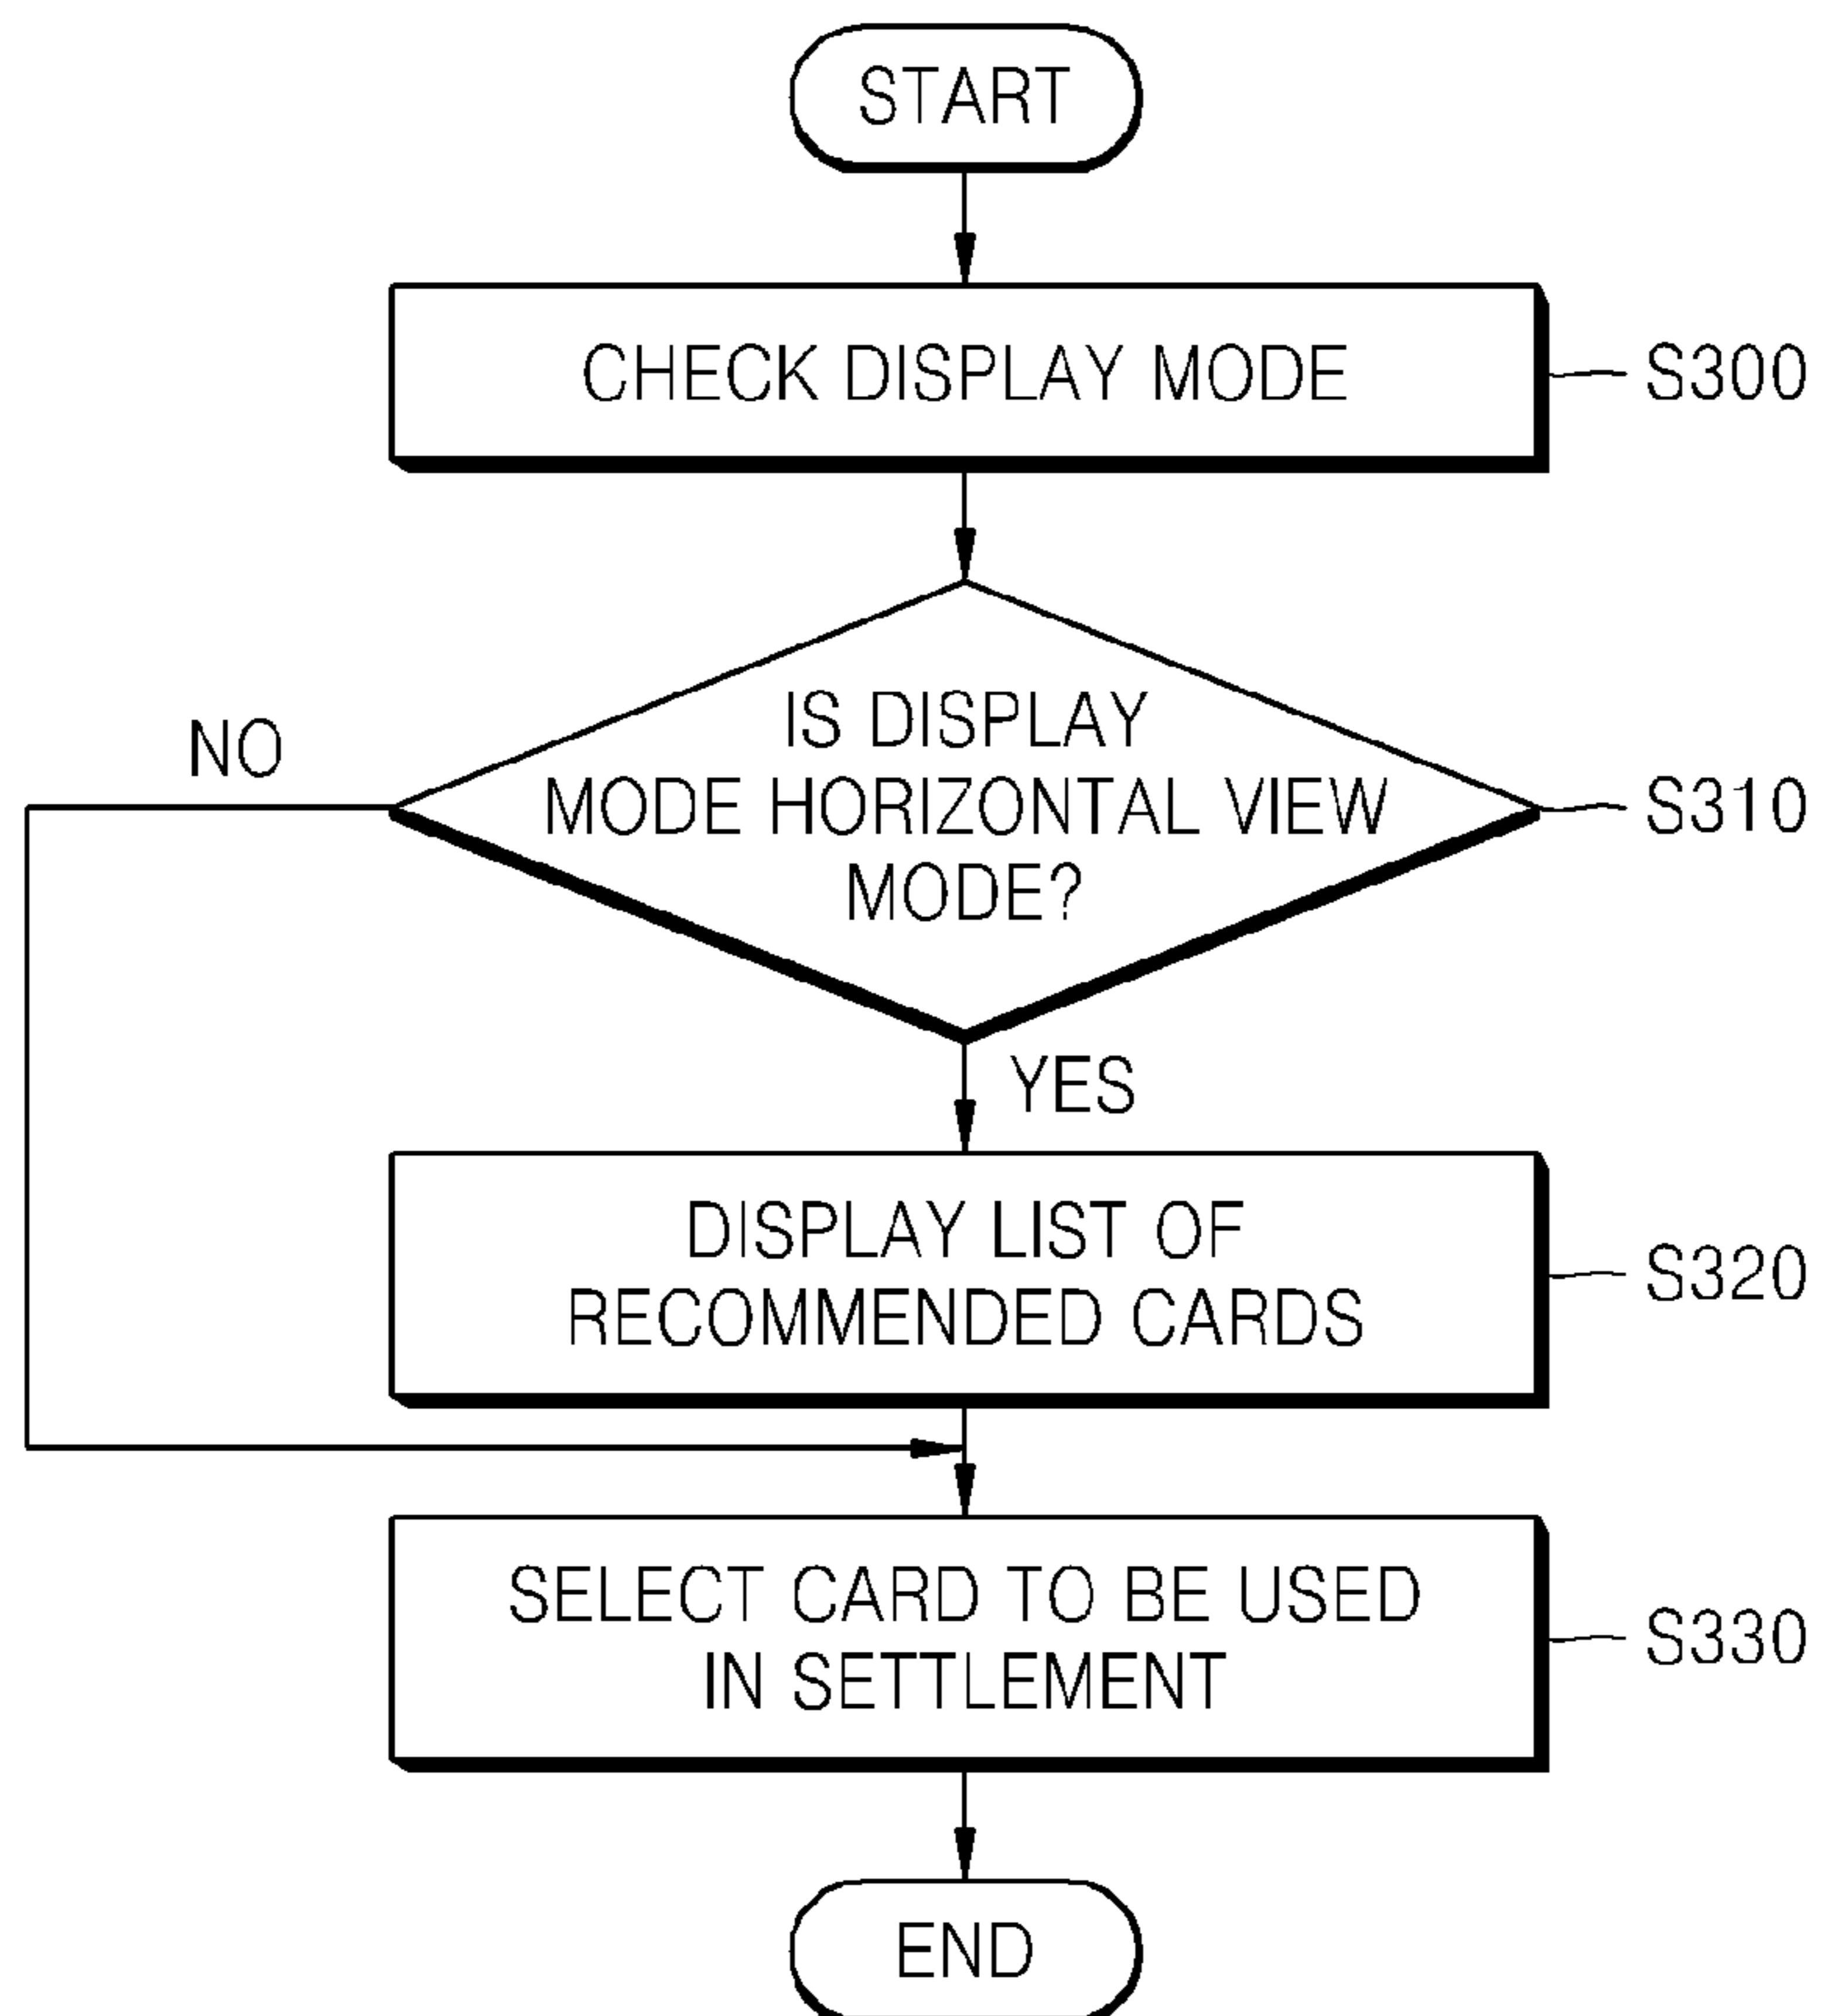 START
CHECK DISPLAY MODE
S300
IS DISPLAY
MODE HORIZONTAL VIEW
MODE?
S310
NO
YES
DISPLAY LIST OF
RECOMMENDED CARDS
S320
SELECT CARD TO BE USED
IN SETTLEMENT
S330
END